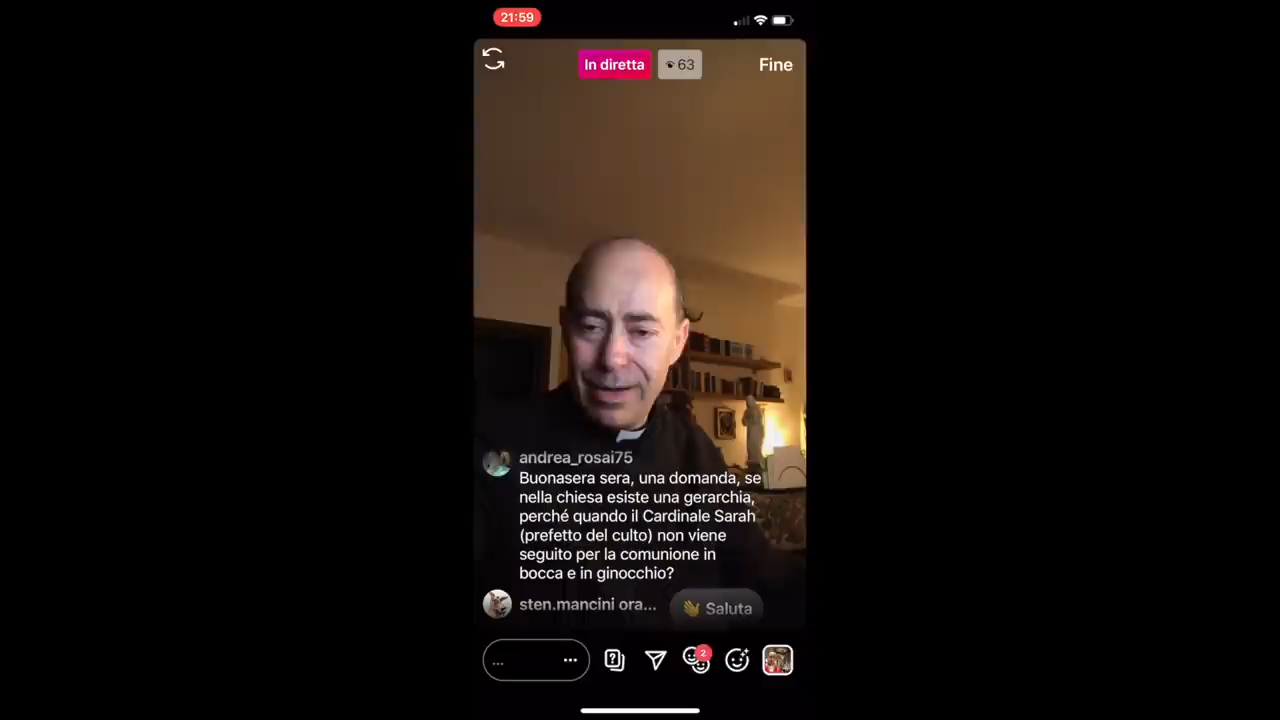 21:59
In diretta
63
Fine
andrea_rosai75
Buonasera sera, una domanda, se
nella chiesa esiste una gerarchia,
perché quando il Cardinale Sarah
(prefetto del culto) non viene
seguito per la comunione in
bocca e in ginocchio?
sten.mancini ora...
👋 Saluta
...
2